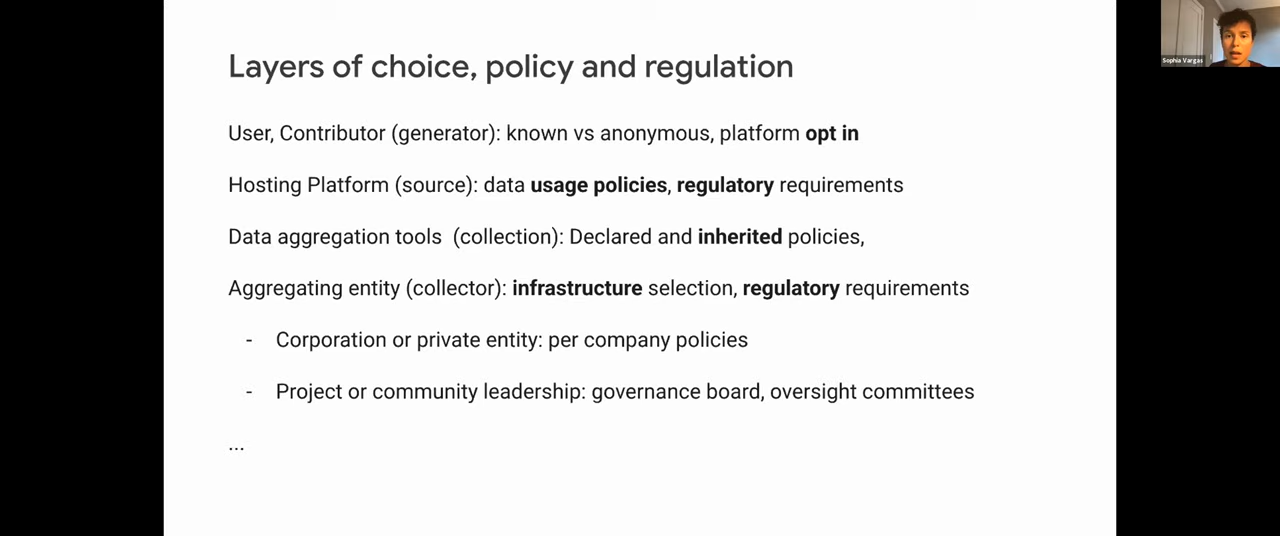 Layers of choice, policy and regulation
User, Contributor (generator): known vs anonymous, platform opt in
Hosting Platform (source): data usage policies, regulatory requirements
Data aggregation tools  (collection): Declared and inherited policies,
Aggregating entity (collector): infrastructure selection, regulatory requirements
- Corporation or private entity: per company policies
- Project or community leadership: governance board, oversight committees
...
Sophia Vargas